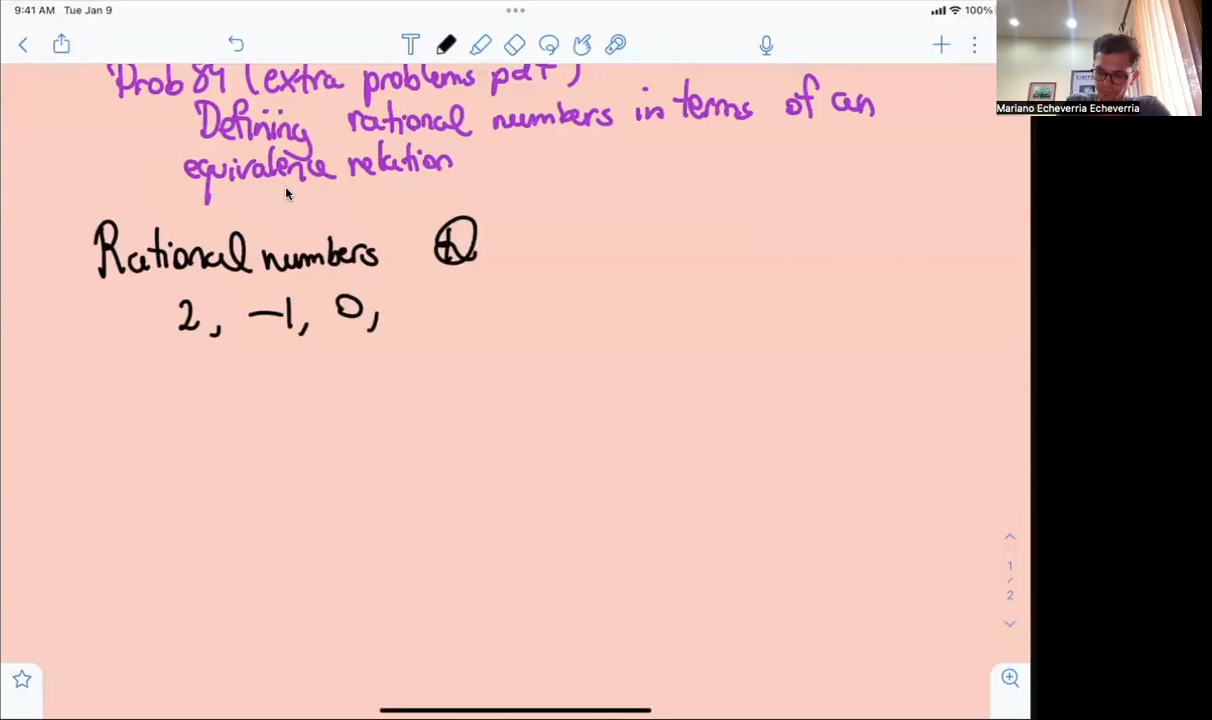 9:41 AM Tue Jan 9
100%
Prob 84 (extra problems pdf)
Defining rational numbers in terms of an
equivalence relation
Rational numbers ℚ
2, -1, 0,
Mariano Echeverria Echeverria
1
/
2